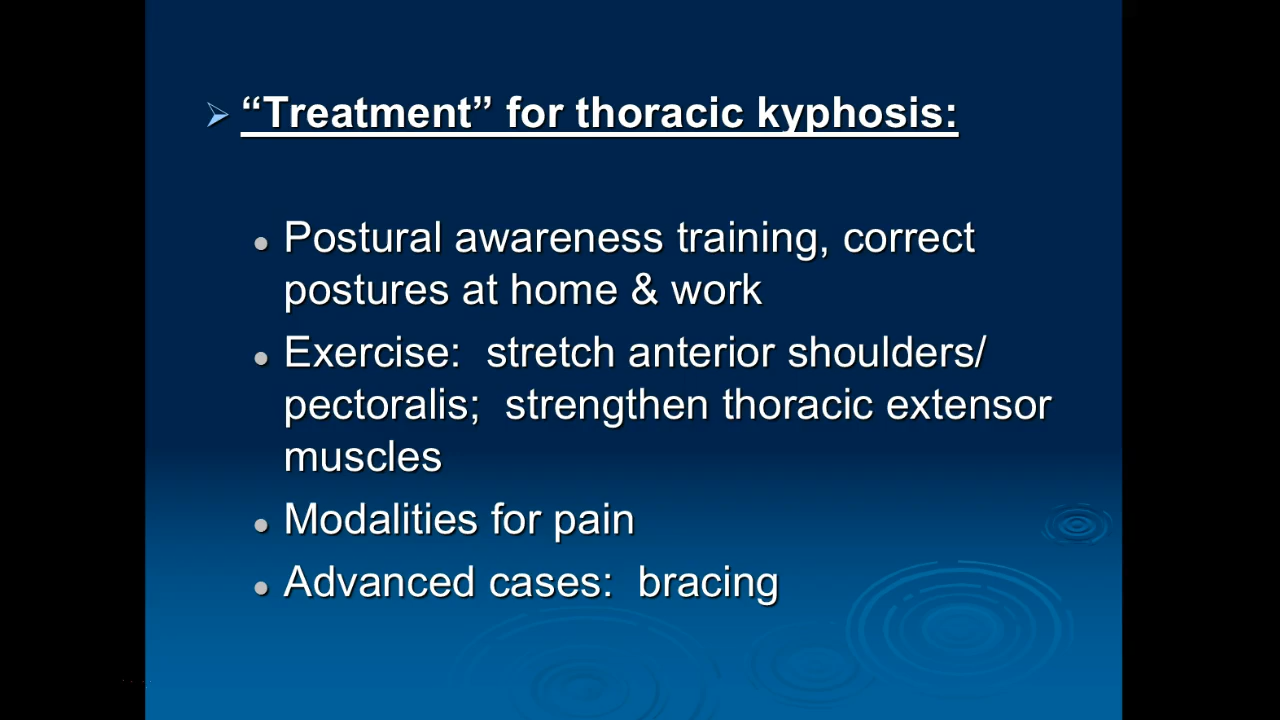 “Treatment” for thoracic kyphosis:
Postural awareness training, correct
postures at home & work
Exercise:  stretch anterior shoulders/
pectoralis;  strengthen thoracic extensor
muscles
Modalities for pain
Advanced cases:  bracing